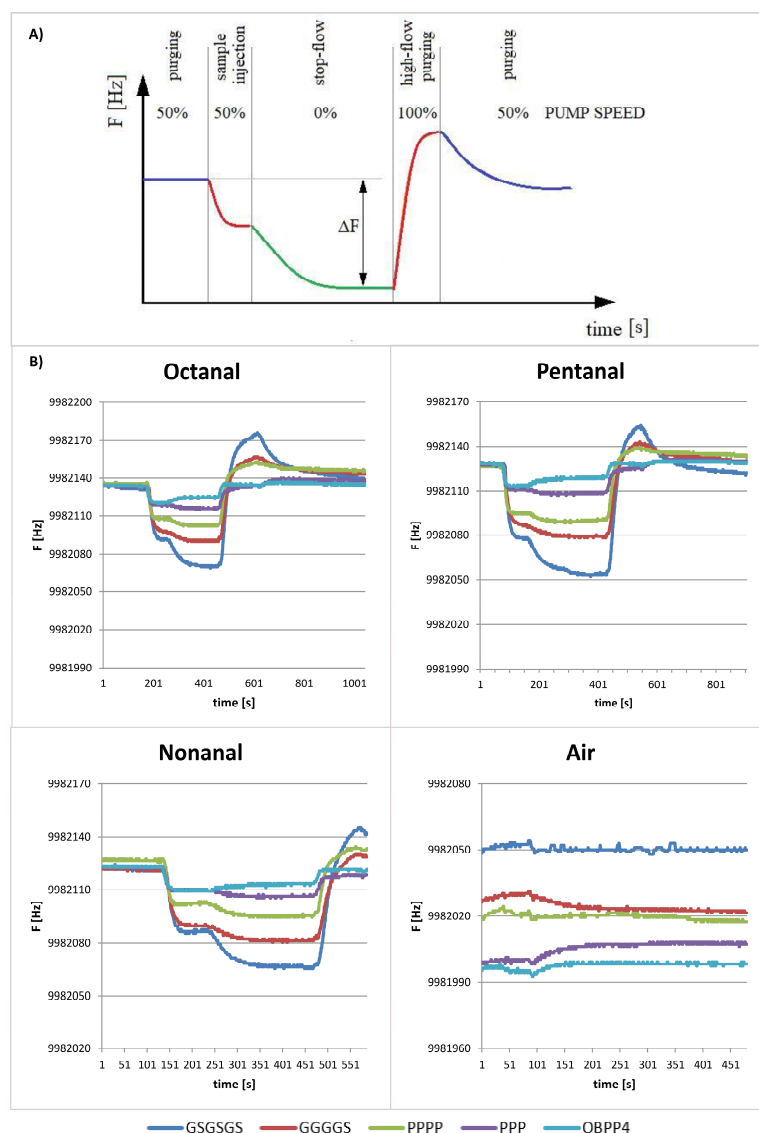 A)
purging
sample injection
stop-flow
high-flow purging
purging
F [Hz]
50%
50%
0%
100%
50%
PUMP SPEED
ΔF
time [s]
B)
Octanal
9982200
9982170
9982140
9982110
9982080
9982050
9982020
9981990
F [Hz]
1 201 401 601 801 1001
time [s]
Pentanal
9982170
9982140
9982110
9982080
9982050
9982020
9981990
F [Hz]
1 201 401 601 801
time [s]
Nonanal
9982170
9982140
9982110
9982080
9982050
9982020
F [Hz]
1 51 101 151 201 251 301 351 401 451 501 551
time [s]
Air
9982080
9982050
9982020
9981990
9981960
F [Hz]
1 51 101 151 201 251 301 351 401 451
time [s]
GSGSGS GGGGS PPPP PPP OBPP4